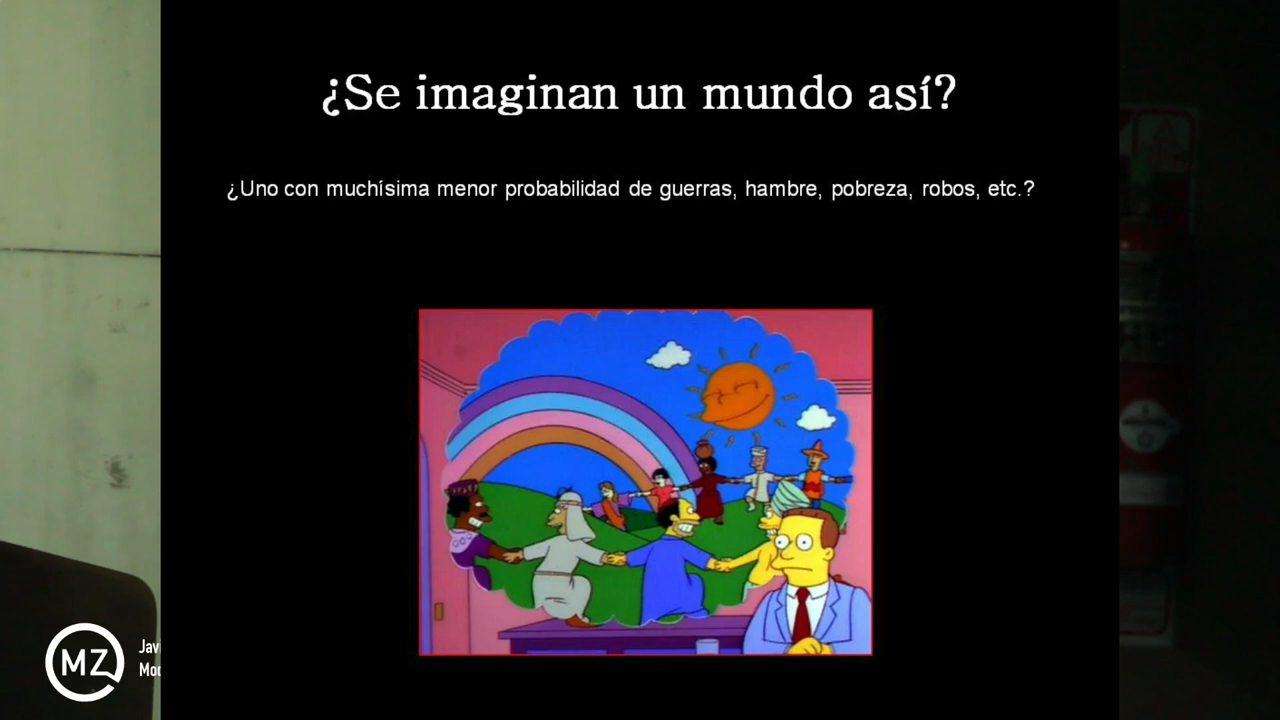 ¿Se imaginan un mundo así?
¿Uno con muchísima menor probabilidad de guerras, hambre, pobreza, robos, etc.?
MZ